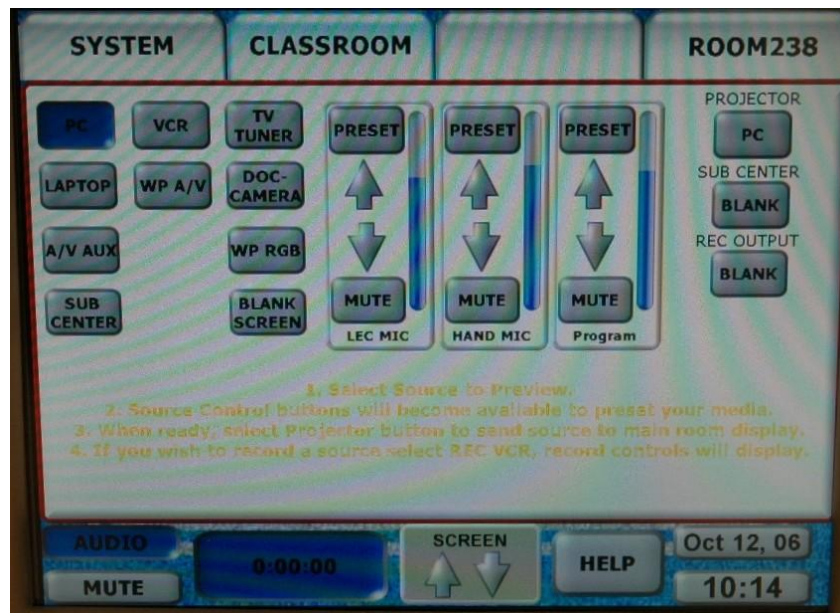 SYSTEM
CLASSROOM
ROOM238
PC
VCR
TV
TUNER
LAPTOP
WP A/V
DOC-
CAMERA
A/V AUX
WP RGB
SUB
CENTER
BLANK
SCREEN
PRESET
MUTE
LEC MIC
PRESET
MUTE
HAND MIC
PRESET
MUTE
Program
PROJECTOR
PC
SUB CENTER
BLANK
REC OUTPUT
BLANK
1. Select Source to Preview.
2. Source Control buttons will become available to preset your media.
3. When ready, select Projector button to send source to main room display.
4. If you wish to record a source select REC VCR, record controls will display.
AUDIO
MUTE
0:00:00
SCREEN
HELP
Oct 12, 06
10:14